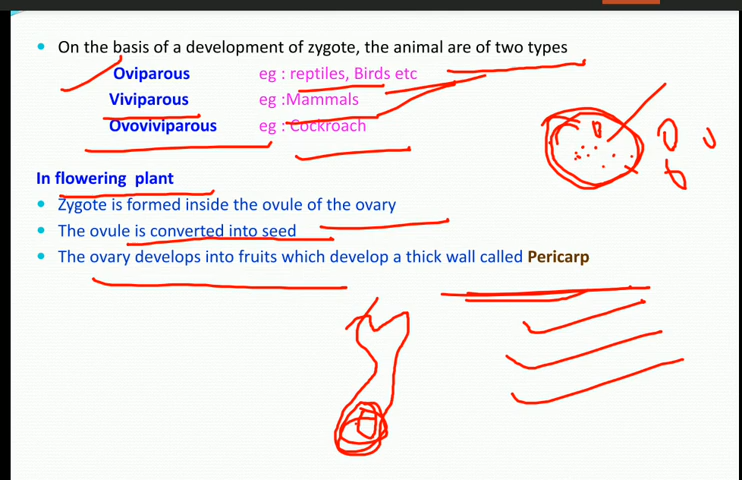 On the basis of a development of zygote, the animal are of two types
Oviparous eg : reptiles, Birds etc
Viviparous eg :Mammals
Ovoviviparous eg : Cockroach
In flowering plant
Zygote is formed inside the ovule of the ovary
The ovule is converted into seed
The ovary develops into fruits which develop a thick wall called Pericarp